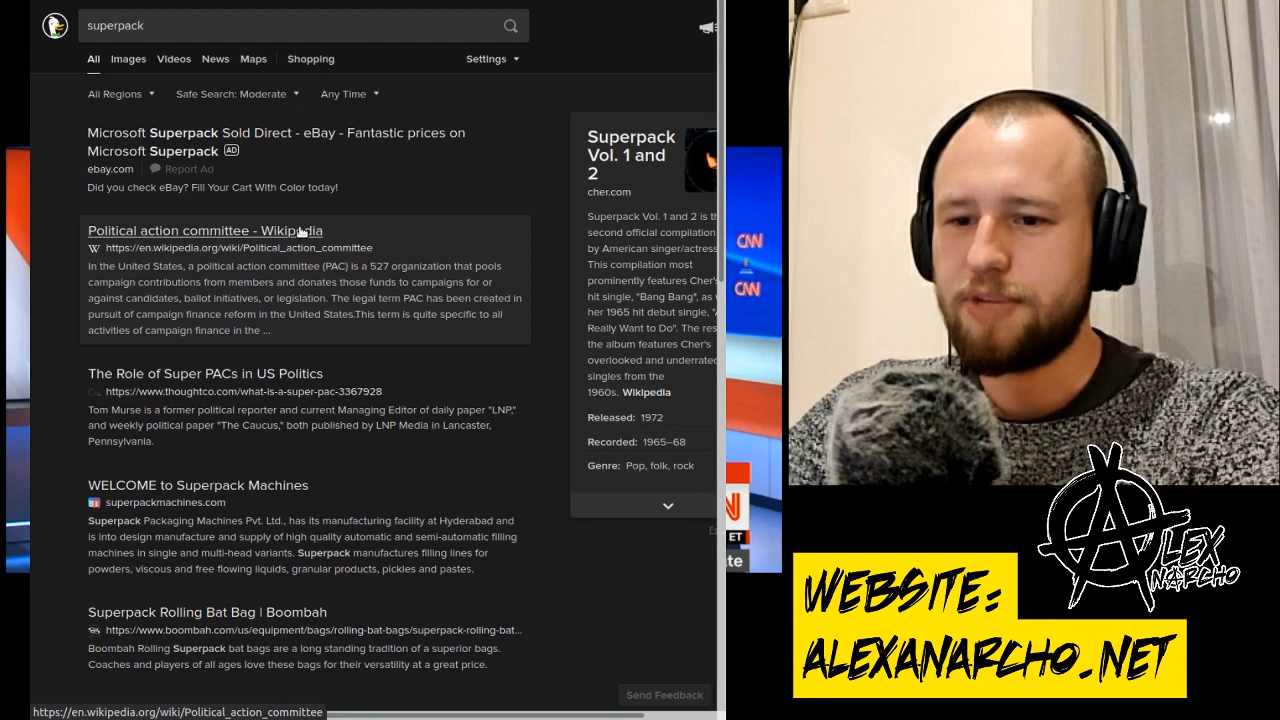 superpack
All Images Videos News Maps Shopping Settings
All Regions Safe Search: Moderate Any Time
Microsoft Superpack Sold Direct - eBay - Fantastic prices on
Microsoft Superpack AD
ebay.com Report Ad
Did you check eBay? Fill Your Cart With Color today!
Political action committee - Wikipedia
W https://en.wikipedia.org/wiki/Political_action_committee
In the United States, a political action committee (PAC) is a 527 organization that pools
campaign contributions from members and donates those funds to campaigns for or
against candidates, ballot initiatives, or legislation. The legal term PAC has been created in
pursuit of campaign finance reform in the United States.This term is quite specific to all
activities of campaign finance in the ...
The Role of Super PACs in US Politics
https://www.thoughtco.com/what-is-a-super-pac-3367928
Tom Murse is a former political reporter and current Managing Editor of daily paper "LNP,"
and weekly political paper "The Caucus," both published by LNP Media in Lancaster,
Pennsylvania.
WELCOME to Superpack Machines
superpackmachines.com
Superpack Packaging Machines Pvt. Ltd., has its manufacturing facility at Hyderabad and
is into design manufacture and supply of high quality automatic and semi-automatic filling
machines in single and multi-head variants. Superpack manufactures filling lines for
powders, viscous and free flowing liquids, granular products, pickles and pastes.
Superpack Rolling Bat Bag | Boombah
https://www.boombah.com/us/equipment/bags/rolling-bat-bags/superpack-rolling-bat...
Boombah Rolling Superpack bat bags are a long standing tradition of a superior bags.
Coaches and players of all ages love these bags for their versatility at a great price.
https://en.wikipedia.org/wiki/Political_action_committee
Superpack
Vol. 1 and
2
cher.com
Superpack Vol. 1 and 2 is th
second official compilation
by American singer/actress
This compilation most
prominently features Cher's
hit single, "Bang Bang", as
her 1965 hit debut single, "
Really Want to Do". The res
the album features Cher's
overlooked and underrated
singles from the
1960s. Wikipedia
Released: 1972
Recorded: 1965–68
Genre: Pop, folk, rock
Send Feedback
CNN
CNN
N
ET
te
ALEX
NARCHO
WEBSITE:
ALEXANARCHO.NET